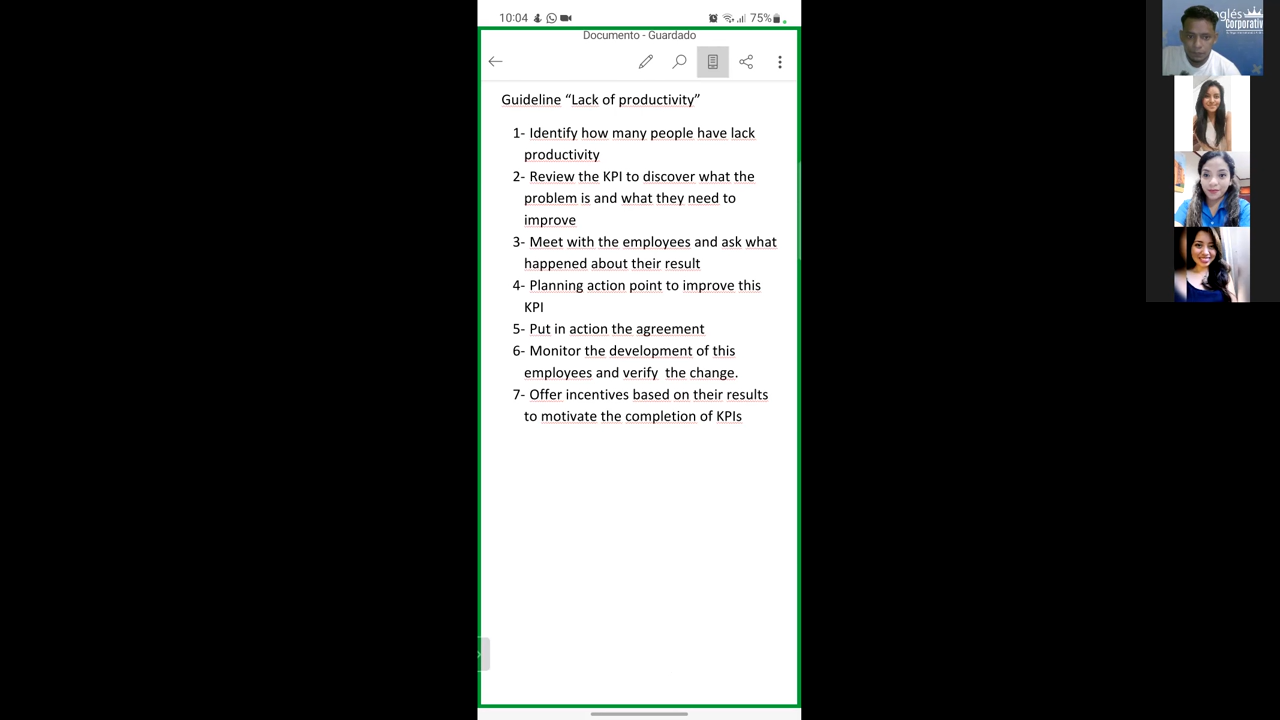 10:04
75%
Documento - Guardado
Guideline “Lack of productivity”
1- Identify how many people have lack
productivity
2- Review the KPI to discover what the
problem is and what they need to
improve
3- Meet with the employees and ask what
happened about their result
4- Planning action point to improve this
KPI
5- Put in action the agreement
6- Monitor the development of this
employees and verify  the change.
7- Offer incentives based on their results
to motivate the completion of KPIs